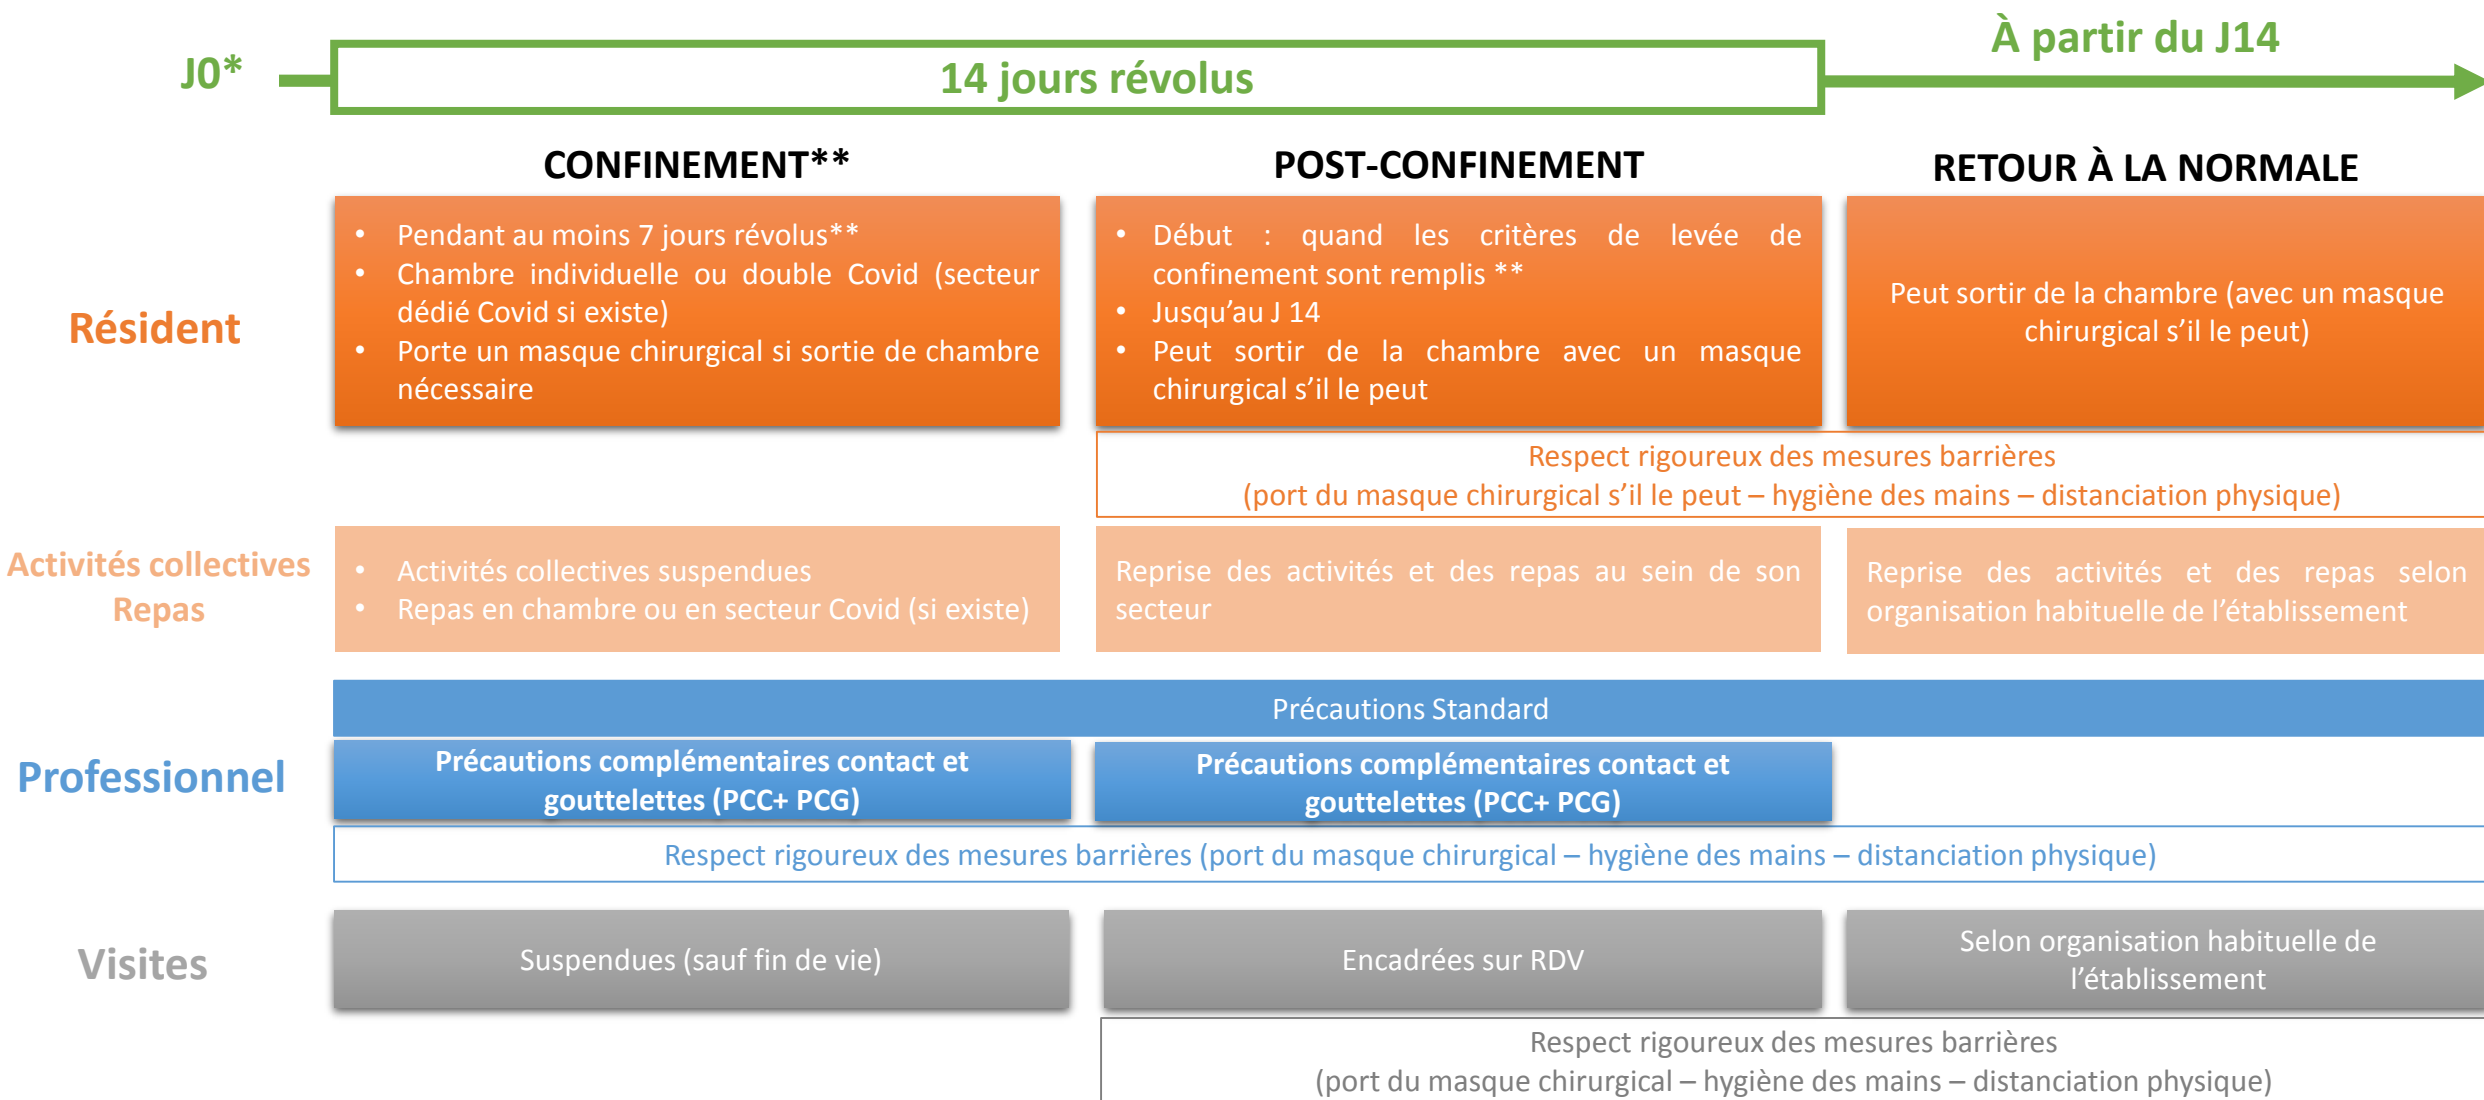 J0*
14 jours révolus
À partir du J14
CONFINEMENT**
POST-CONFINEMENT
RETOUR À LA NORMALE
Résident
• Pendant au moins 7 jours révolus**
• Chambre individuelle ou double Covid (secteur
dédié Covid si existe)
• Porte un masque chirurgical si sortie de chambre
nécessaire
• Début : quand les critères de levée de
confinement sont remplis **
• Jusqu’au J 14
• Peut sortir de la chambre avec un masque
chirurgical s’il le peut
Peut sortir de la chambre (avec un masque
chirurgical s’il le peut)
Respect rigoureux des mesures barrières
(port du masque chirurgical s’il le peut – hygiène des mains – distanciation physique)
Activités collectives
Repas
• Activités collectives suspendues
• Repas en chambre ou en secteur Covid (si existe)
Reprise des activités et des repas au sein de son
secteur
Reprise des activités et des repas selon
organisation habituelle de l’établissement
Professionnel
Précautions Standard
Précautions complémentaires contact et
gouttelettes (PCC+ PCG)
Précautions complémentaires contact et
gouttelettes (PCC+ PCG)
Respect rigoureux des mesures barrières (port du masque chirurgical – hygiène des mains – distanciation physique)
Visites
Suspendues (sauf fin de vie)
Encadrées sur RDV
Selon organisation habituelle de
l’établissement
Respect rigoureux des mesures barrières
(port du masque chirurgical – hygiène des mains – distanciation physique)